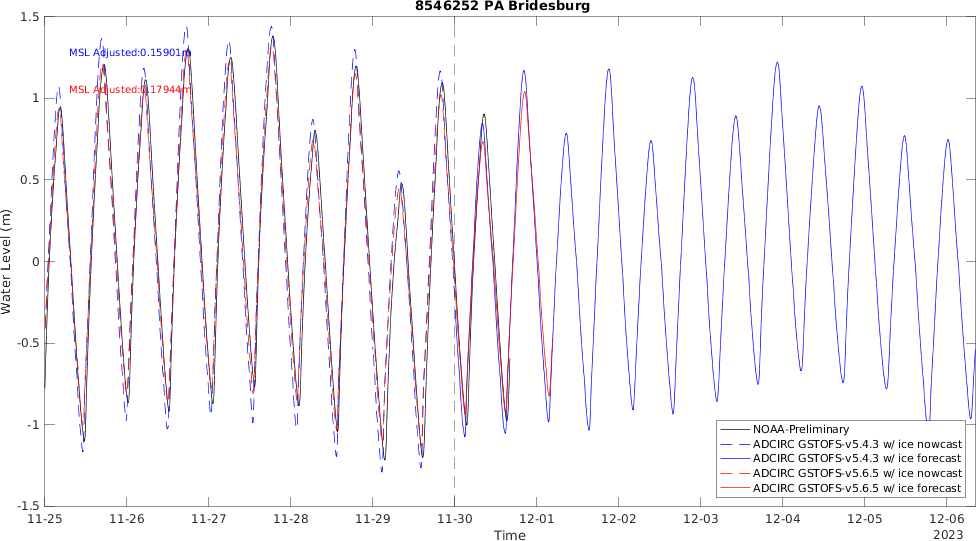 8546252 PA Bridesburg
MSL Adjusted:0.15901m
MSL Adjusted:0.17944m
Water Level (m)
1.5
1
0.5
0
-0.5
-1
-1.5
11-25
11-26
11-27
11-28
11-29
11-30
12-01
12-02
12-03
12-04
12-05
12-06
2023
Time
NOAA-Preliminary
ADCIRC GSTOFS-v5.4.3 w/ ice nowcast
ADCIRC GSTOFS-v5.4.3 w/ ice forecast
ADCIRC GSTOFS-v5.6.5 w/ ice nowcast
ADCIRC GSTOFS-v5.6.5 w/ ice forecast